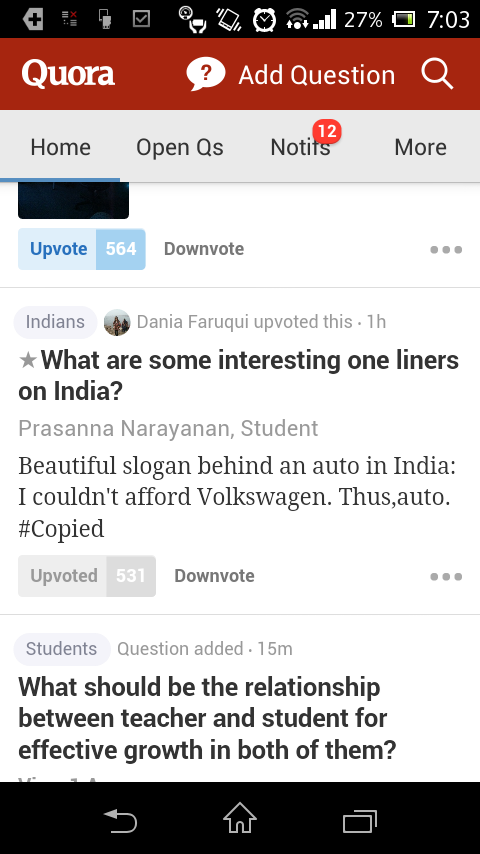 27% 7:03
Quora ? Add Question
Home Open Qs Notifs 12 More
Upvote 564 Downvote
Indians Dania Faruqui upvoted this · 1h
★What are some interesting one liners
on India?
Prasanna Narayanan, Student
Beautiful slogan behind an auto in India:
I couldn't afford Volkswagen. Thus,auto.
#Copied
Upvoted 531 Downvote
Students Question added · 15m
What should be the relationship
between teacher and student for
effective growth in both of them?